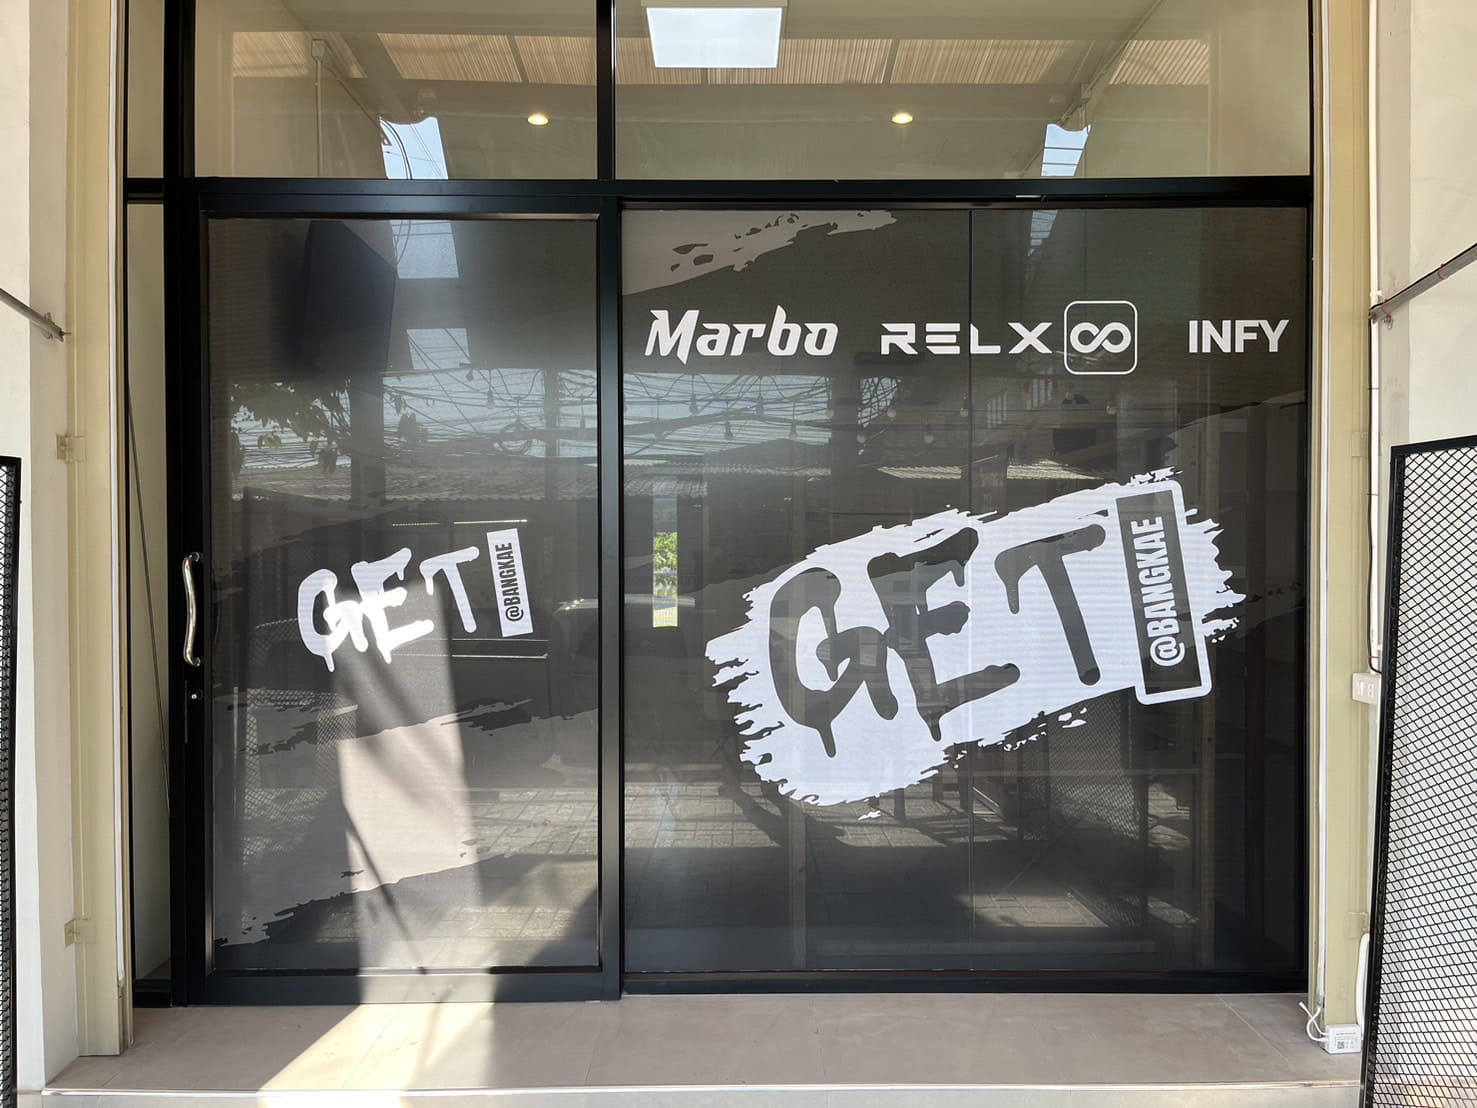 Marbo RELX INFY
GET @BANGKAE
GET @BANGKAE